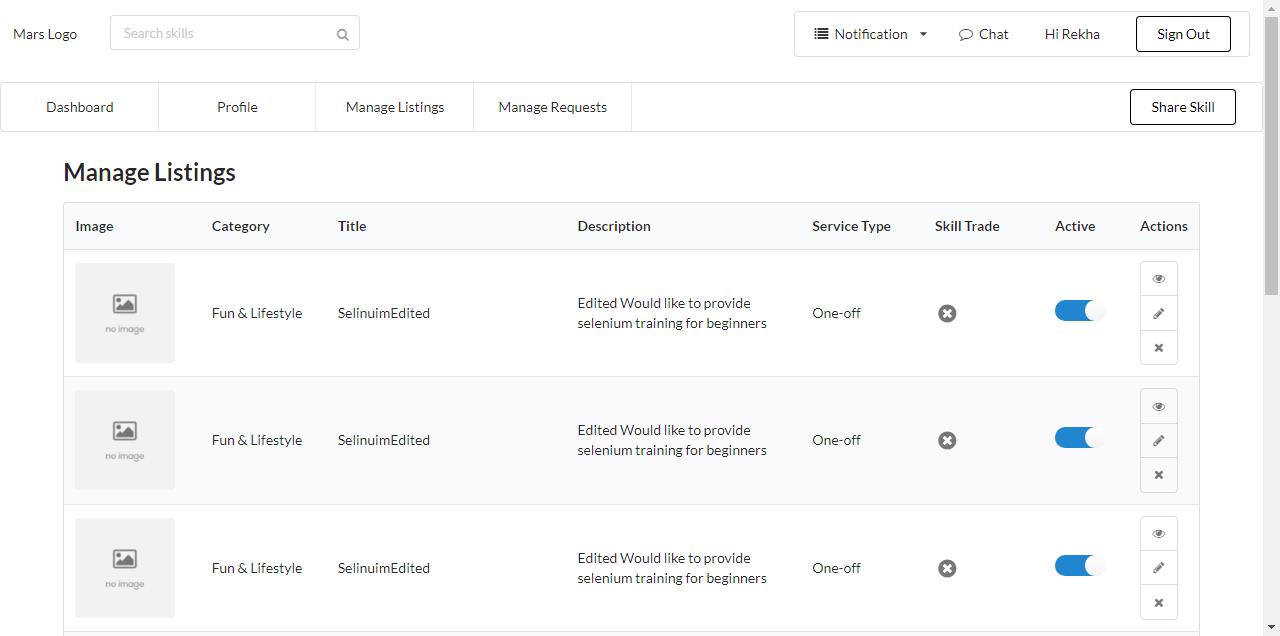 Mars Logo
Search skills
Notification
Chat
Hi Rekha
Sign Out
Dashboard
Profile
Manage Listings
Manage Requests
Share Skill
Manage Listings
Image Category Title Description Service Type Skill Trade Active Actions
no image
Fun & Lifestyle
SelinuimEdited
Edited Would like to provide
selenium training for beginners
One-off
no image
Fun & Lifestyle
SelinuimEdited
Edited Would like to provide
selenium training for beginners
One-off
no image
Fun & Lifestyle
SelinuimEdited
Edited Would like to provide
selenium training for beginners
One-off